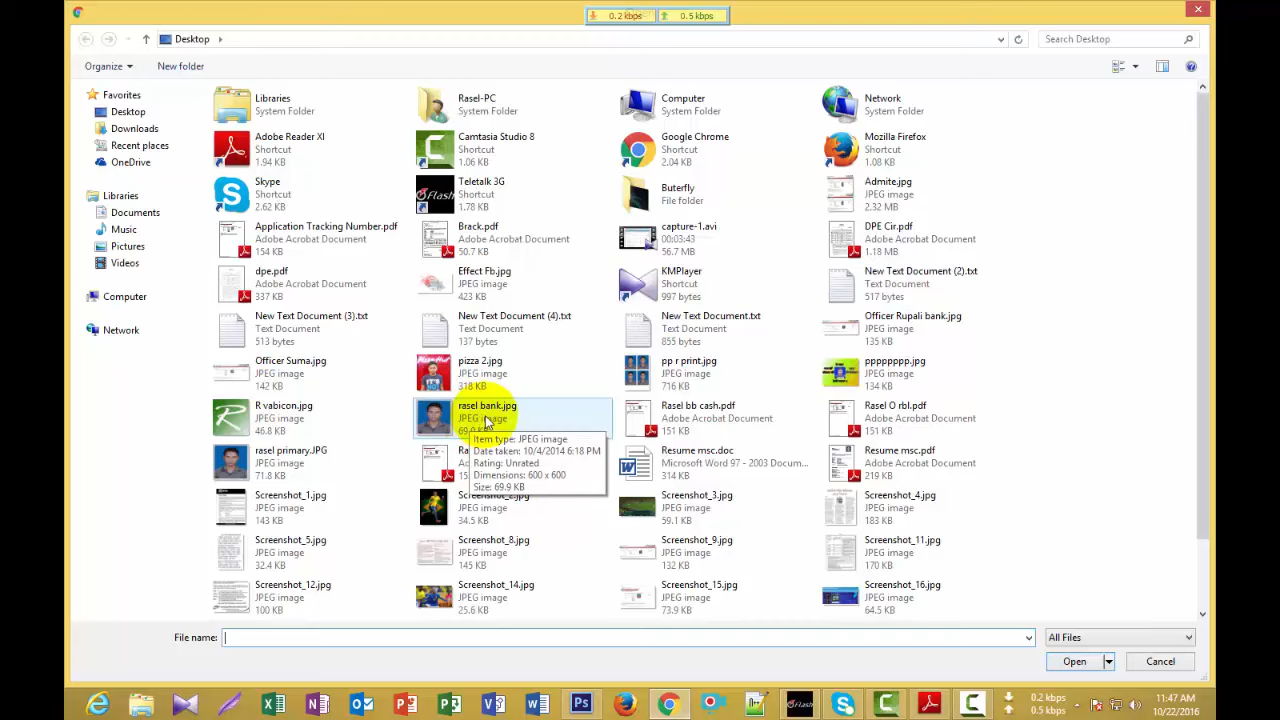 0.2 kbps 0.5 kbps
Desktop
Search Desktop
Organize New folder
Favorites
Desktop
Downloads
Recent places
OneDrive
Libraries
Documents
Music
Pictures
Videos
Computer
Network
Libraries
System Folder
Rasel-PC
System Folder
Computer
System Folder
Network
System Folder
Adobe Reader XI
Shortcut
1.94 KB
Camtasia Studio 8
Shortcut
1.06 KB
Google Chrome
Shortcut
2.04 KB
Mozilla Firefox
Shortcut
1.08 KB
Skype
Shortcut
2.62 KB
Teletalk 3G
Shortcut
1.78 KB
Buterfly
File folder
Admite.jpg
JPEG image
2.32 MB
Application Tracking Number.pdf
Adobe Acrobat Document
154 KB
Brack.pdf
Adobe Acrobat Document
50.7 KB
capture-1.avi
00:03:43
56.7 MB
DPE Cir.pdf
Adobe Acrobat Document
1.18 MB
dpe.pdf
Adobe Acrobat Document
337 KB
Effect Fb.jpg
JPEG image
423 KB
KMPlayer
Shortcut
997 bytes
New Text Document (2).txt
Text Document
517 bytes
New Text Document (3).txt
Text Document
513 bytes
New Text Document (4).txt
Text Document
137 bytes
New Text Document.txt
Text Document
855 bytes
Officer Rupali bank.jpg
JPEG image
135 KB
Officer Suma.jpg
JPEG image
142 KB
pizza 2.jpg
JPEG image
318 KB
pp r print.jpg
JPEG image
716 KB
ppp pppp.jpg
JPEG image
134 KB
R vabicon.jpg
JPEG image
46.8 KB
rasel bank.jpg
JPEG image
Rasel bb cash.pdf
Adobe Acrobat Document
151 KB
Rasel O rbl.pdf
Adobe Acrobat Document
151 KB
Item type: JPEG image
Date taken: 10/4/2014 6:18 PM
Rating: Unrated
Dimensions: 600 x 600
Size: 69.9 KB
rasel primary.JPG
JPEG image
71.8 KB
Resume msc.doc
Microsoft Word 97 - 2003 Docum...
314 KB
Resume msc.pdf
Adobe Acrobat Document
219 KB
Screenshot_1.jpg
JPEG image
143 KB
Screenshot_2.jpg
JPEG image
34.5 KB
Screenshot_3.jpg
JPEG image
59.1 KB
Screenshot_4.jpg
JPEG image
183 KB
Screenshot_5.jpg
JPEG image
32.4 KB
Screenshot_8.jpg
JPEG image
145 KB
Screenshot_9.jpg
JPEG image
132 KB
Screenshot_11.jpg
JPEG image
170 KB
Screenshot_12.jpg
JPEG image
100 KB
Screenshot_14.jpg
JPEG image
25.6 KB
Screenshot_15.jpg
JPEG image
73.9 KB
Screenshot_16.jpg
JPEG image
64.5 KB
File name:
All Files
Open
Cancel
0.2 kbps
0.5 kbps
11:47 AM
10/22/2016